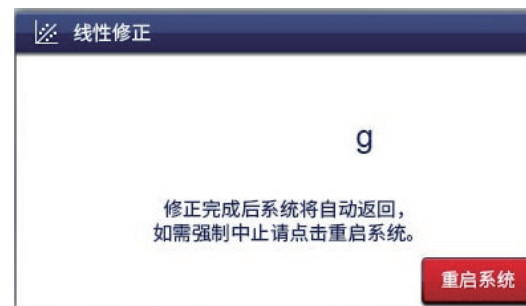 线性修正
g
修正完成后系统将自动返回，
如需强制中止请点击重启系统。
重启系统